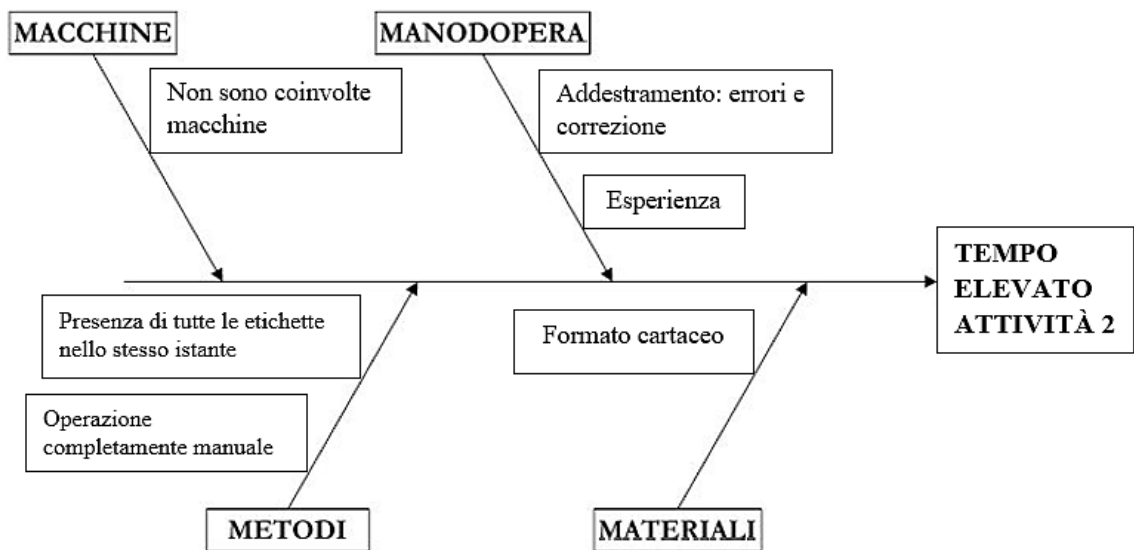 MACCHINE
MANODOPERA
Non sono coinvolte
macchine
Addestramento: errori e
correzione
Esperienza
TEMPO
ELEVATO
ATTIVITÀ 2
Presenza di tutte le etichette
nello stesso istante
Formato cartaceo
Operazione
completamente manuale
METODI
MATERIALI